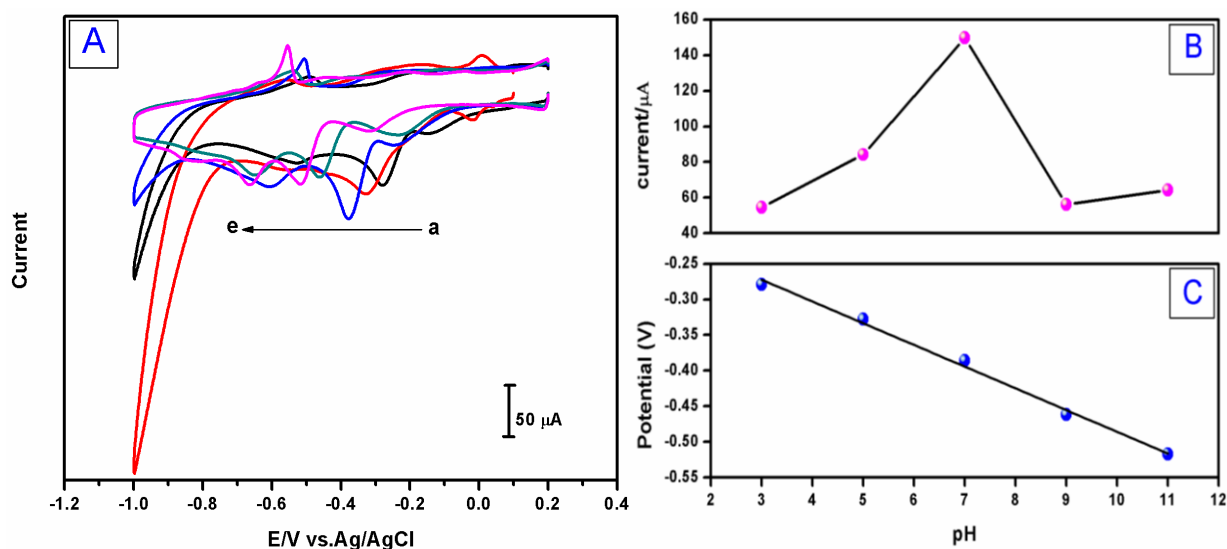 A
e
a
50 μA
Current
-1.2 -1.0 -0.8 -0.6 -0.4 -0.2 0.0 0.2 0.4
E/V vs.Ag/AgCl
B
160
140
120
100
80
60
40
current/μA
C
-0.25
-0.30
-0.35
-0.40
-0.45
-0.50
-0.55
Potential (V)
2 3 4 5 6 7 8 9 10 11 12
pH